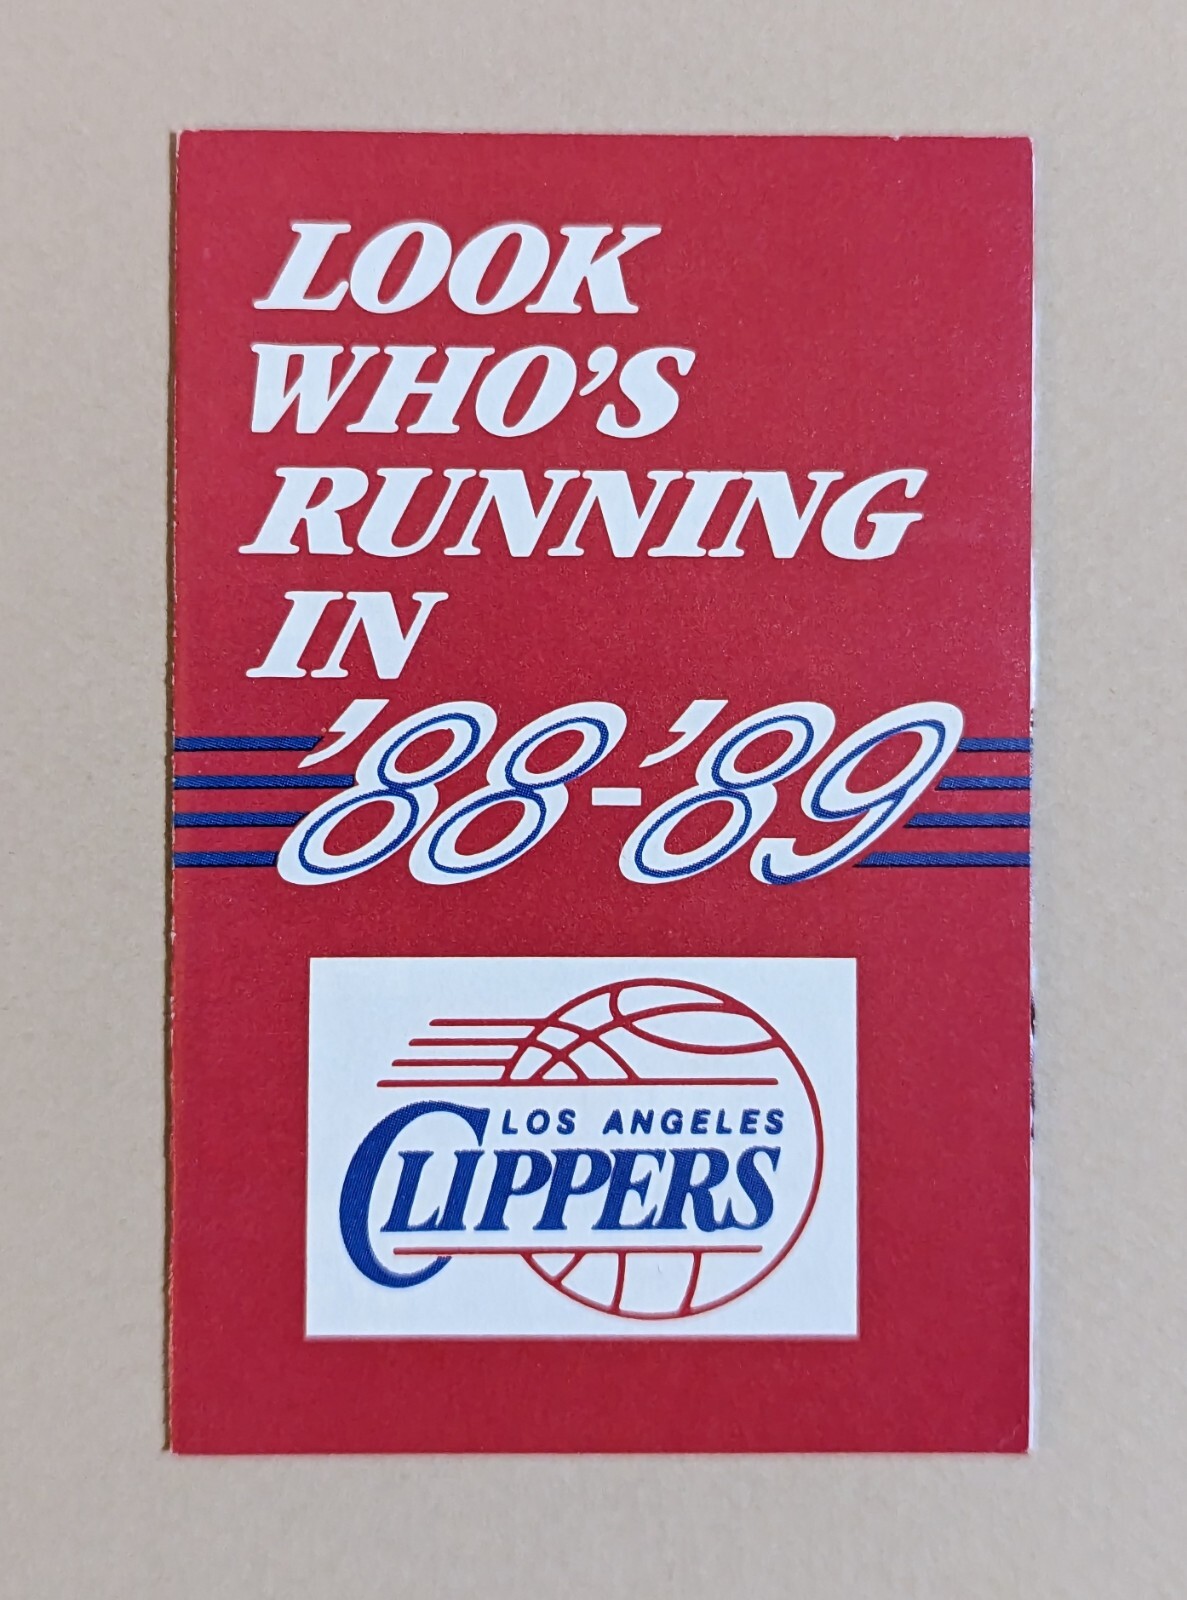 LOOK
WHO'S
RUNNING
IN
'88-'89
LOS ANGELES
CLIPPERS